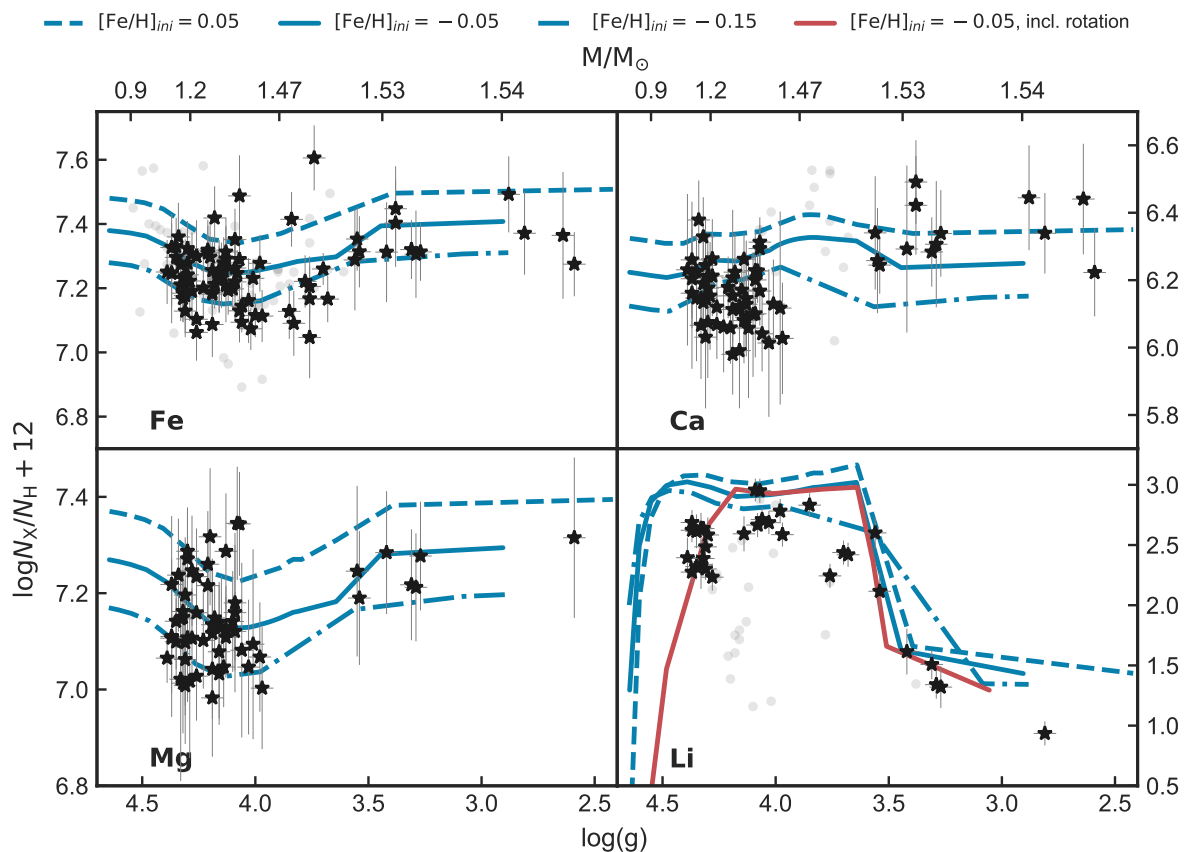 [Fe/H]ini = 0.05 [Fe/H]ini = −0.05 [Fe/H]ini = −0.15 [Fe/H]ini = −0.05, incl. rotation
M/M⊙
0.9 1.2 1.47 1.53 1.54 0.9 1.2 1.47 1.53 1.54
7.6 6.6
7.4 6.4
7.2 6.2
7.0 6.0
6.8 5.8
Fe Ca
logNX/NH + 12
7.4 3.0
2.5
7.2 2.0
1.5
7.0 1.0
6.8 0.5
Mg Li
4.5 4.0 3.5 3.0 2.5 4.5 4.0 3.5 3.0 2.5
log(g)